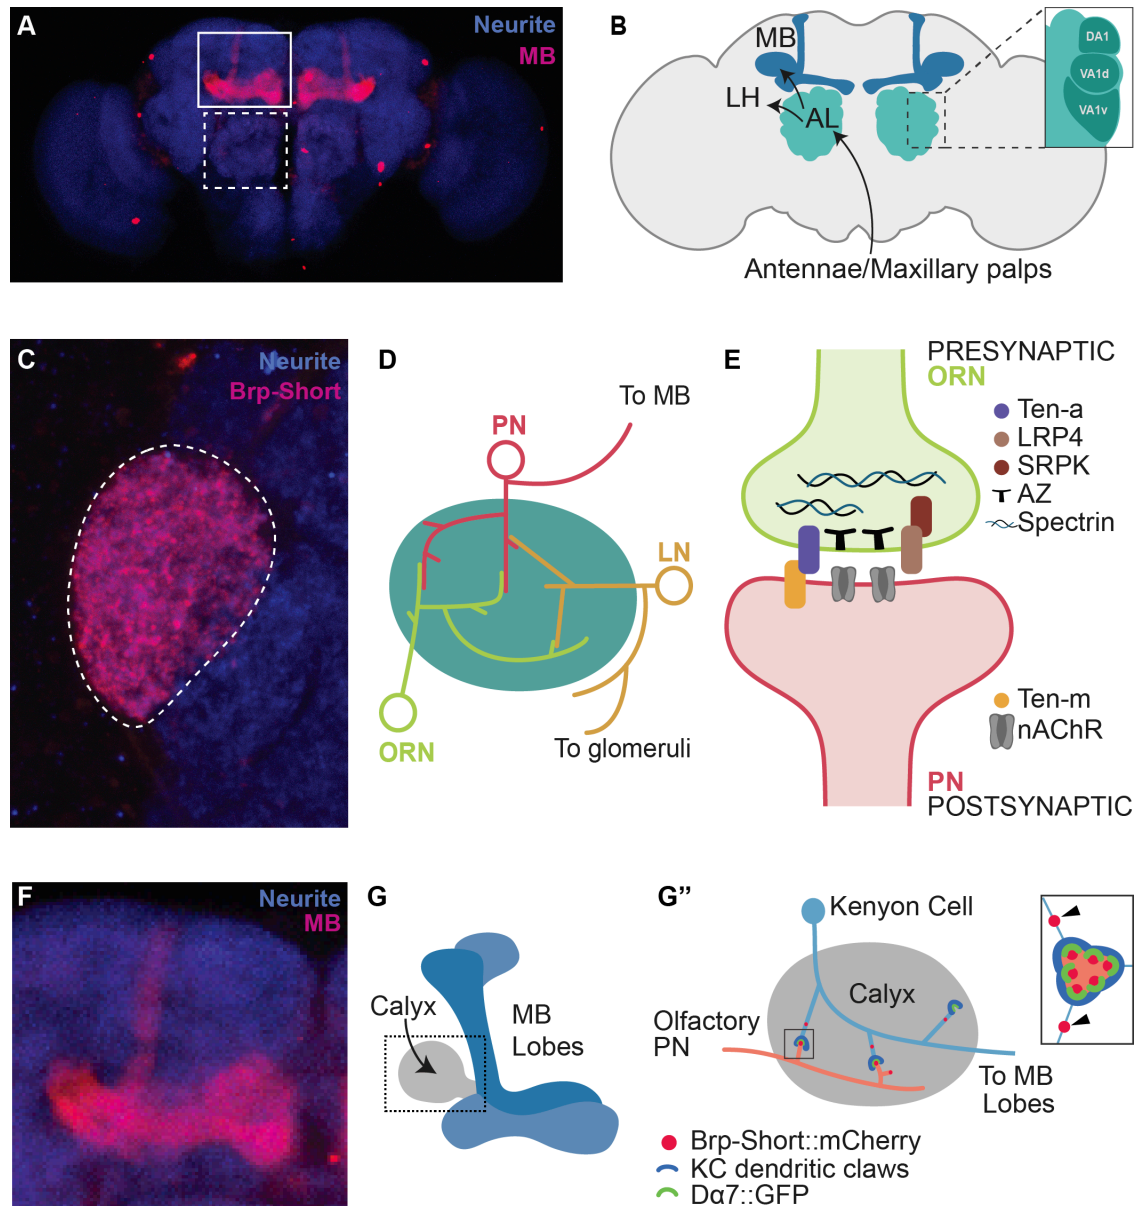 A
Neurite
MB
B
MB
LH
AL
DA1
VA1d
VA1v
Antennae/Maxillary palps
C
Neurite
Brp-Short
D
To MB
PN
LN
ORN
To glomeruli
E
PRESYNAPTIC
ORN
Ten-a
LRP4
SRPK
AZ
Spectrin
Ten-m
nAChR
PN
POSTSYNAPTIC
F
Neurite
MB
G
Calyx
MB
Lobes
G”
Kenyon Cell
Calyx
Olfactory
PN
To MB
Lobes
Brp-Short::mCherry
KC dendritic claws
Dα7::GFP